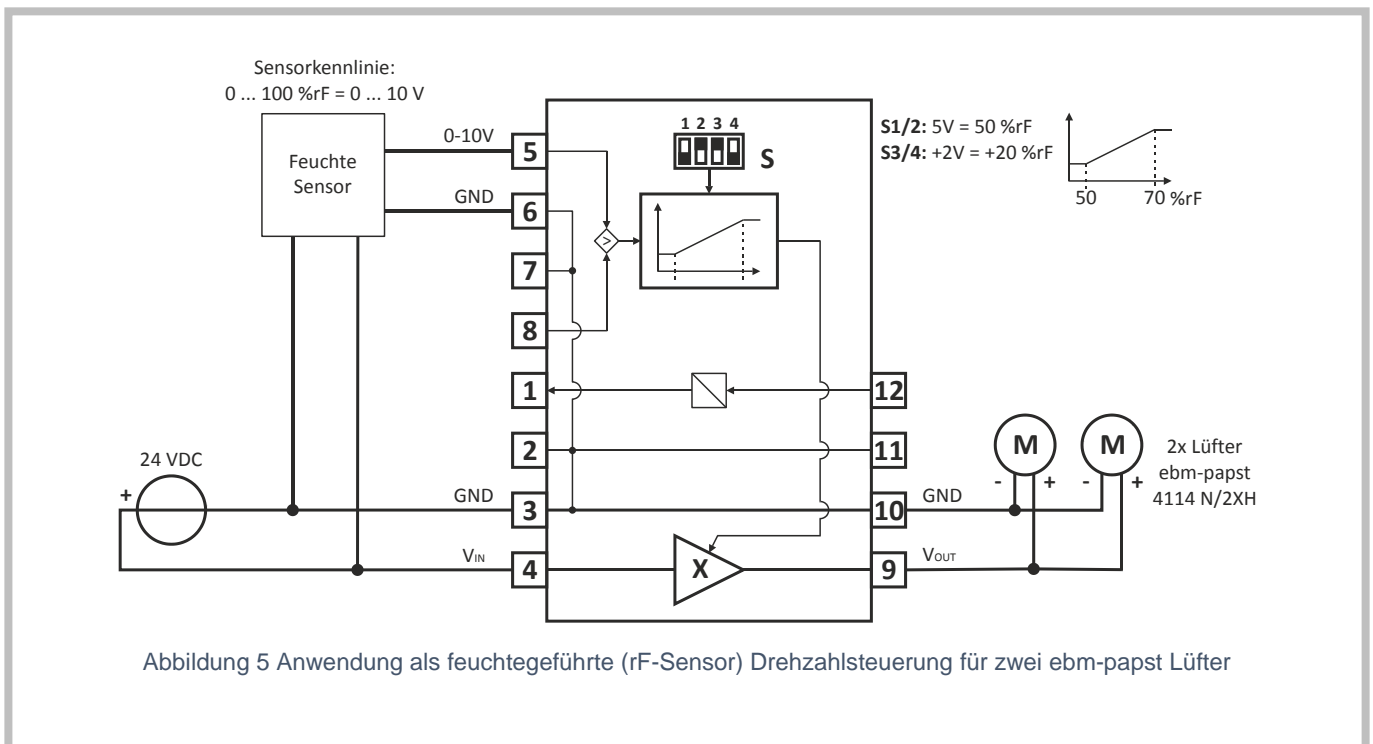 Sensorkennlinie:
0 ... 100 %rF = 0 ... 10 V
Feuchte
Sensor
0-10V
GND
5
6
7
8
1
2
3
4
1 2 3 4
S
>
S1/2: 5V = 50 %rF
S3/4: +2V = +20 %rF
50
70 %rF
12
11
10
9
24 VDC
+
GND
VIN
X
GND
VOUT
M
M
- +
- +
2x Lüfter
ebm-papst
4114 N/2XH
Abbildung 5 Anwendung als feuchtegeführte (rF-Sensor) Drehzahlsteuerung für zwei ebm-papst Lüfter